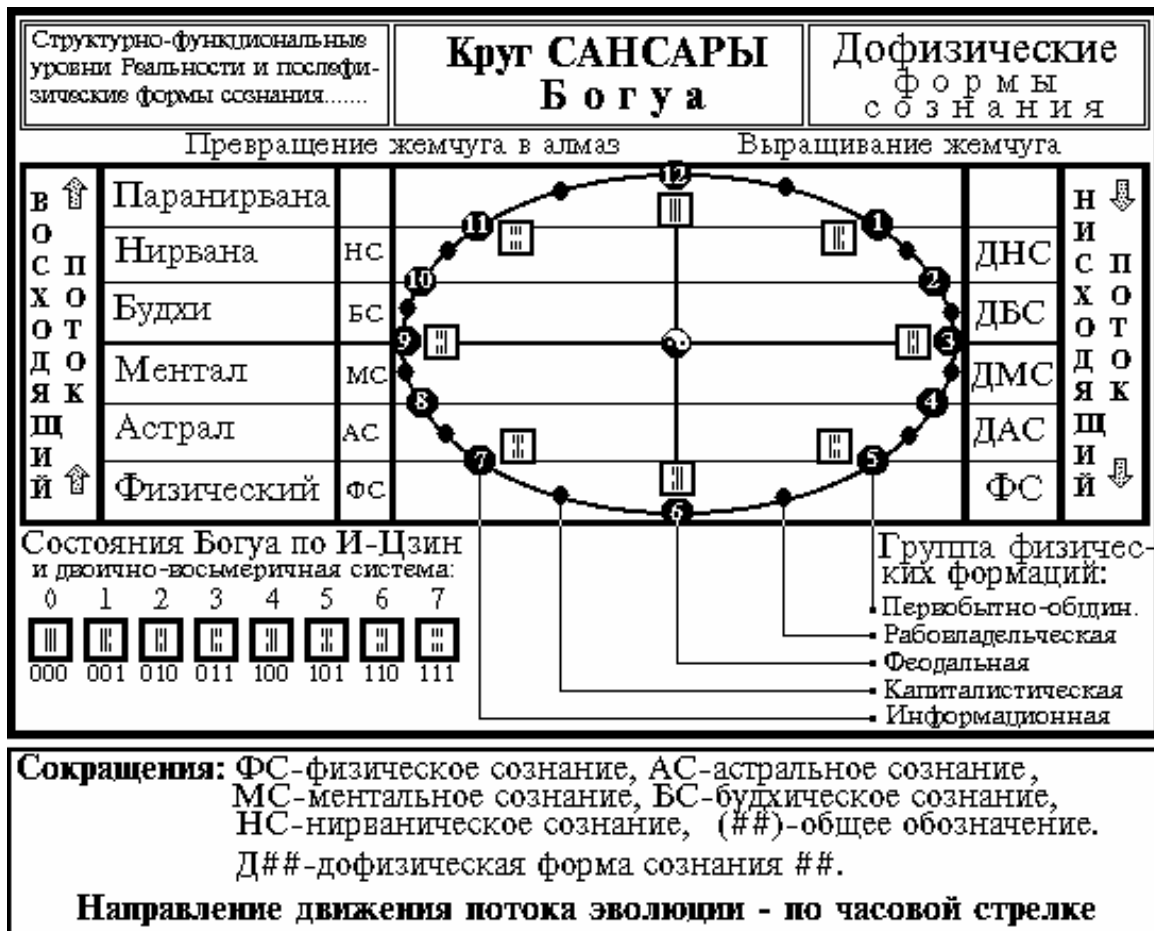 Структурно-функциональные
уровни Реальности и послефи-
зические формы сознания.......
Круг САНСАРЫ
Богуа
Дофизические
формы
сознания
Превращение жемчуга в алмаз
Выращивание жемчуга
ВОСХОДЯЩИЙ
ПОТОК
Паранирвана
Нирвана НС
Будхи БС
Ментал МС
Астрал АС
Физический ФС
12
11
1
10
2
9
3
8
4
7
5
6
ДНС
ДБС
ДМС
ДАС
ФС
НИСХОДЯЩИЙ
ПОТОК
Состояния Богуа по И-Цзин
и двоично-восьмеричная система:
0 1 2 3 4 5 6 7
000 001 010 011 100 101 110 111
Группа физичес-
ких формаций:
Первобытно-общин.
Рабовладельческая
Феодальная
Капиталистическая
Информационная
Сокращения: ФС-физическое сознание, АС-астральное сознание,
МС-ментальное сознание, БС-будхическое сознание,
НС-нирваническое сознание, (##)-общее обозначение.
Д##-дофизическая форма сознания ##.
Направление движения потока эволюции - по часовой стрелке